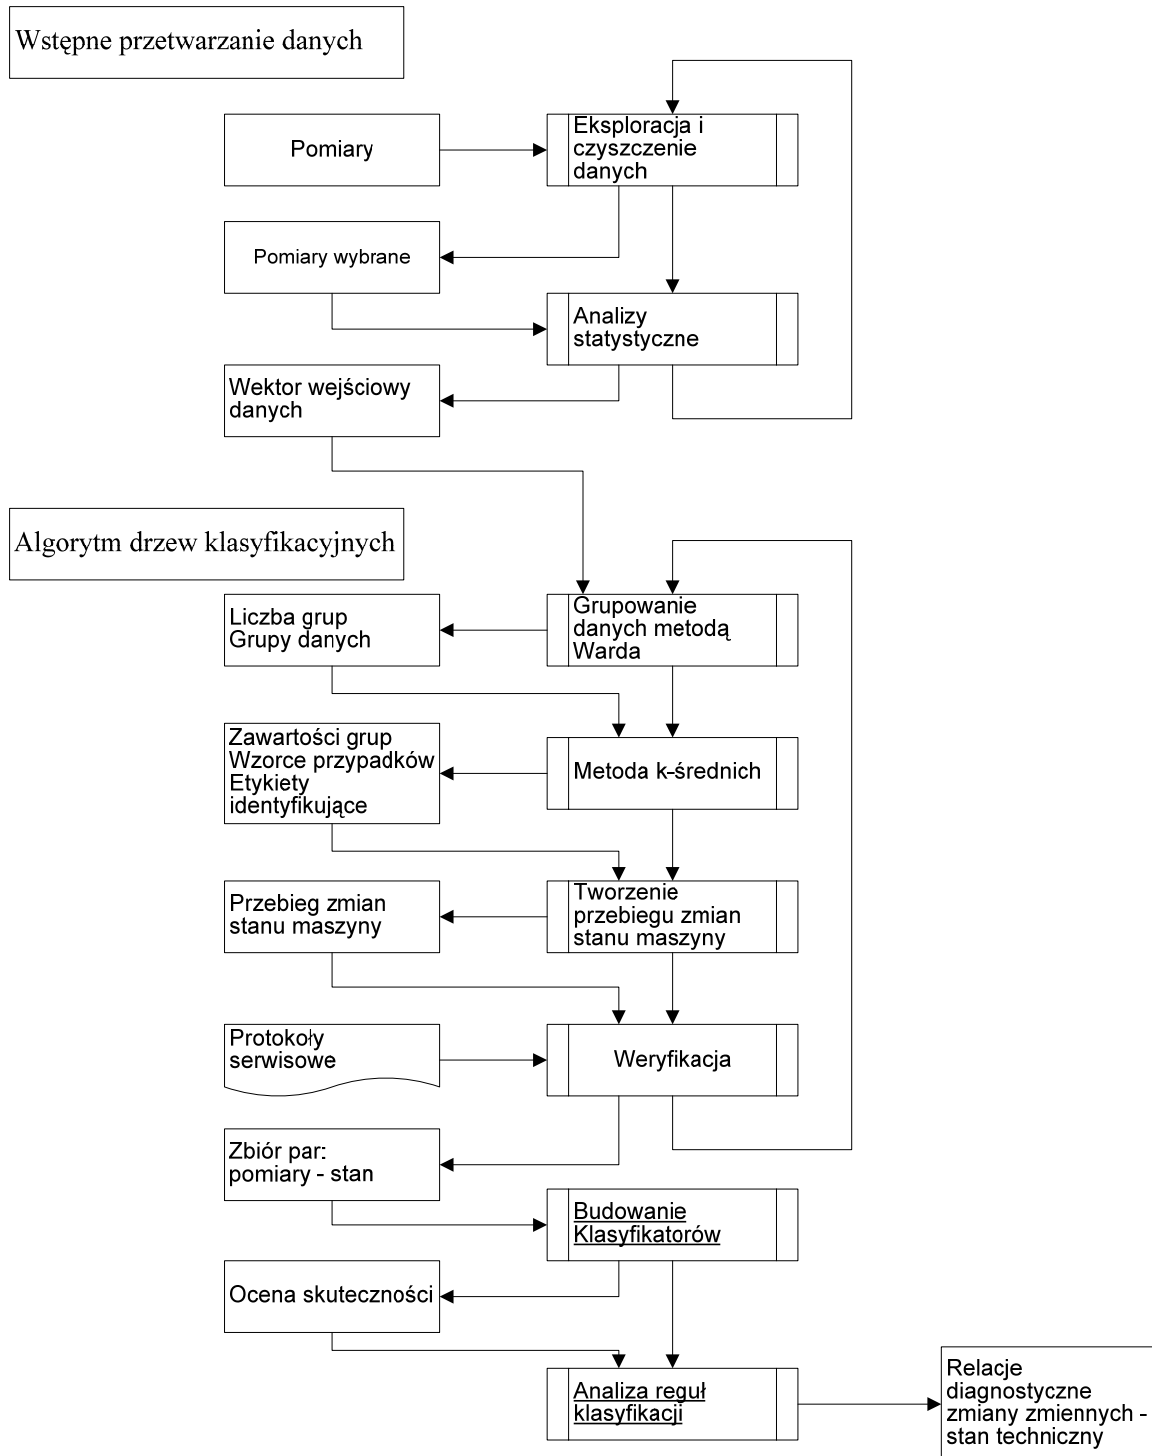 Wstępne przetwarzanie danych
Pomiary
Eksploracja i
czyszczenie
danych
Pomiary wybrane
Analizy
statystyczne
Wektor wejściowy
danych
Algorytm drzew klasyfikacyjnych
Liczba grup
Grupy danych
Grupowanie
danych metodą
Warda
Zawartości grup
Wzorce przypadków
Etykiety
identyfikujące
Metoda k-średnich
Przebieg zmian
stanu maszyny
Tworzenie
przebiegu zmian
stanu maszyny
Protokoły
serwisowe
Weryfikacja
Zbiór par:
pomiary - stan
Budowanie
Klasyfikatorów
Ocena skuteczności
Analiza reguł
klasyfikacji
Relacje
diagnostyczne
zmiany zmiennych -
stan techniczny